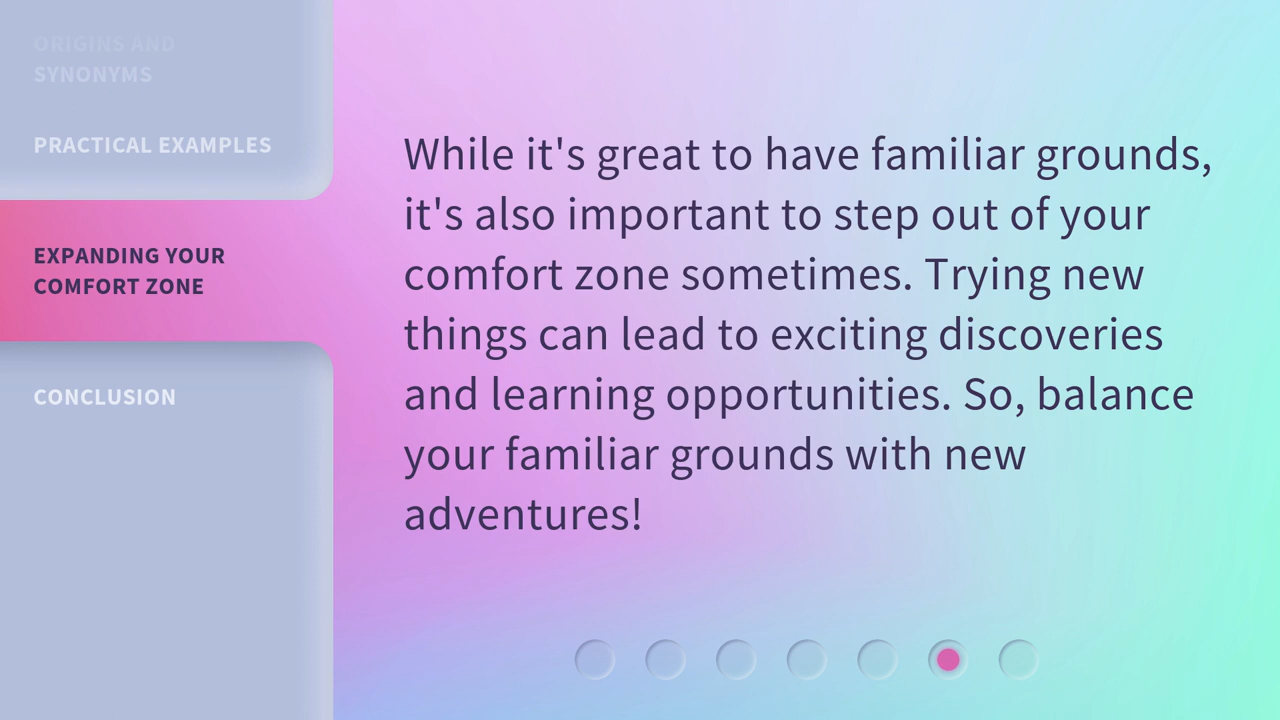 ORIGINS AND
SYNONYMS
PRACTICAL EXAMPLES
EXPANDING YOUR
COMFORT ZONE
CONCLUSION
While it's great to have familiar grounds,
it's also important to step out of your
comfort zone sometimes. Trying new
things can lead to exciting discoveries
and learning opportunities. So, balance
your familiar grounds with new
adventures!